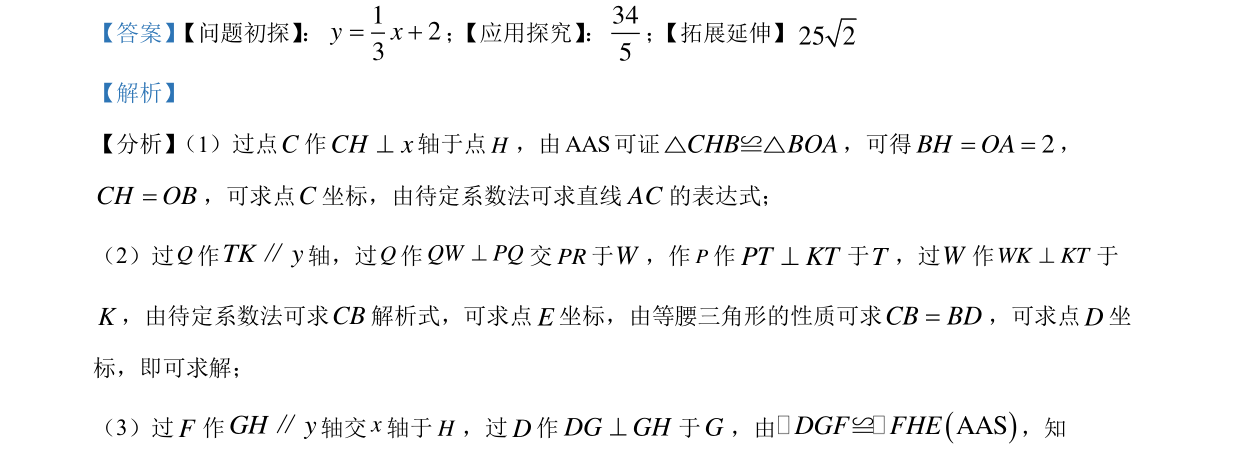 【答案】【问题初探】：y=\frac{1}{3}x+2；【应用探究】：\frac{34}{5}；【拓展延伸】25\sqrt{2}
【解析】
【分析】（1）过点C作CH⊥x轴于点H，由AAS可证△CHB≌△BOA，可得BH=OA=2，
CH=OB，可求点C坐标，由待定系数法可求直线AC的表达式；
（2）过Q作TK∥y轴，过Q作QW⊥PQ交PR于W，作P作PT⊥KT于T，过W作WK⊥KT于
K，由待定系数法可求CB解析式，可求点E坐标，由等腰三角形的性质可求CB=BD，可求点D坐
标，即可求解；
（3）过F作GH∥y轴交x轴于H，过D作DG⊥GH于G，由□DGF≌□FHE(AAS)，知